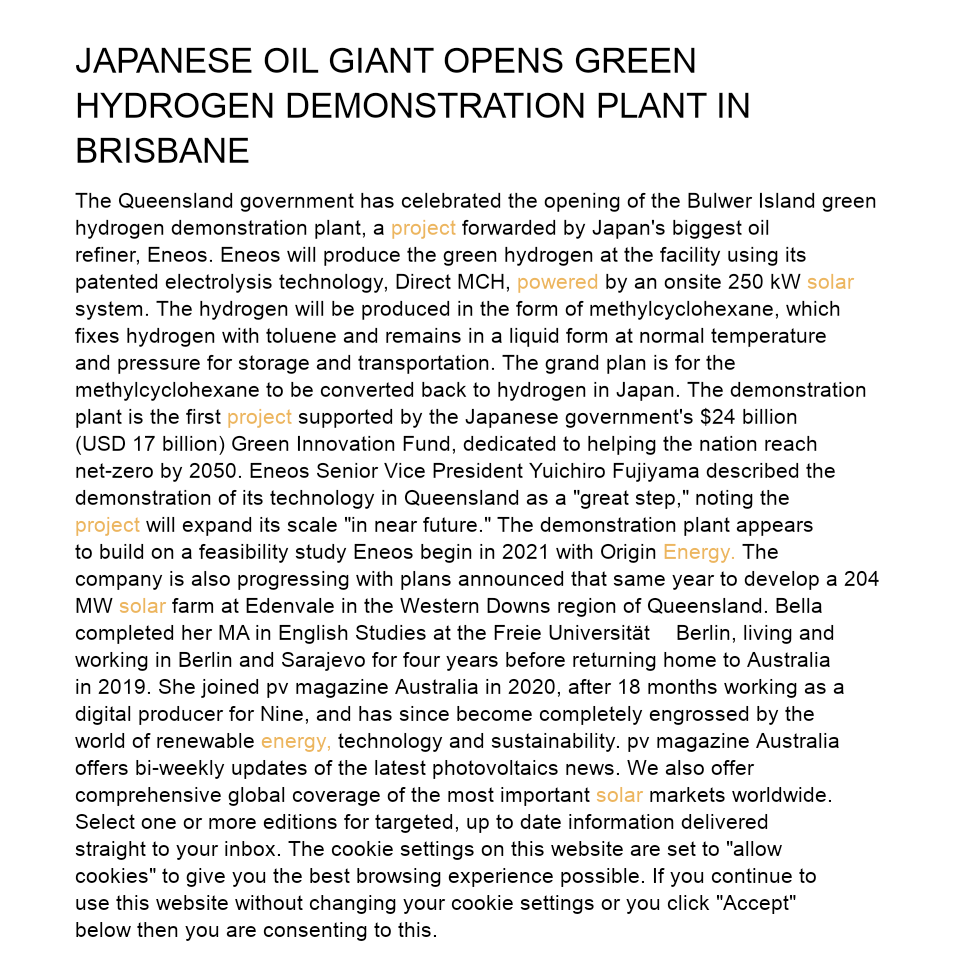 JAPANESE OIL GIANT OPENS GREEN
HYDROGEN DEMONSTRATION PLANT IN
BRISBANE
The Queensland government has celebrated the opening of the Bulwer Island green
hydrogen demonstration plant, a project forwarded by Japan's biggest oil
refiner, Eneos. Eneos will produce the green hydrogen at the facility using its
patented electrolysis technology, Direct MCH, powered by an onsite 250 kW solar
system. The hydrogen will be produced in the form of methylcyclohexane, which
fixes hydrogen with toluene and remains in a liquid form at normal temperature
and pressure for storage and transportation. The grand plan is for the
methylcyclohexane to be converted back to hydrogen in Japan. The demonstration
plant is the first project supported by the Japanese government's $24 billion
(USD 17 billion) Green Innovation Fund, dedicated to helping the nation reach
net-zero by 2050. Eneos Senior Vice President Yuichiro Fujiyama described the
demonstration of its technology in Queensland as a "great step," noting the
project will expand its scale "in near future." The demonstration plant appears
to build on a feasibility study Eneos begin in 2021 with Origin Energy. The
company is also progressing with plans announced that same year to develop a 204
MW solar farm at Edenvale in the Western Downs region of Queensland. Bella
completed her MA in English Studies at the Freie Universität Berlin, living and
working in Berlin and Sarajevo for four years before returning home to Australia
in 2019. She joined pv magazine Australia in 2020, after 18 months working as a
digital producer for Nine, and has since become completely engrossed by the
world of renewable energy, technology and sustainability. pv magazine Australia
offers bi-weekly updates of the latest photovoltaics news. We also offer
comprehensive global coverage of the most important solar markets worldwide.
Select one or more editions for targeted, up to date information delivered
straight to your inbox. The cookie settings on this website are set to "allow
cookies" to give you the best browsing experience possible. If you continue to
use this website without changing your cookie settings or you click "Accept"
below then you are consenting to this.